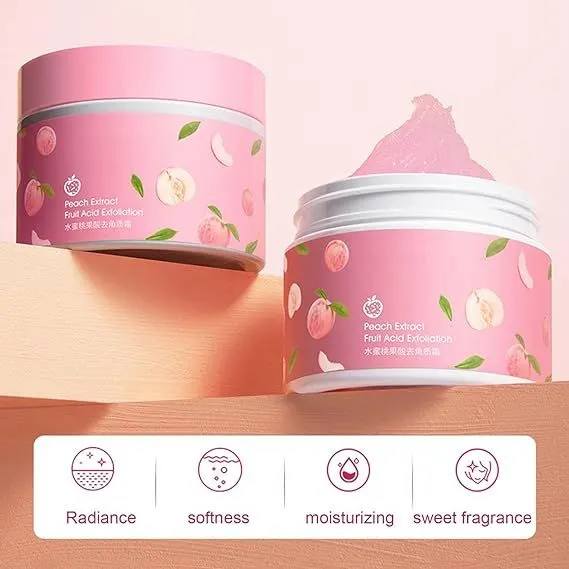 Peach Extract
Fruit Acid Exfoliation
水蜜桃果酸去角质霜
Peach Extract
Fruit Acid Exfoliation
水蜜桃果酸去角质霜
Radiance
softness
moisturizing
sweet fragrance